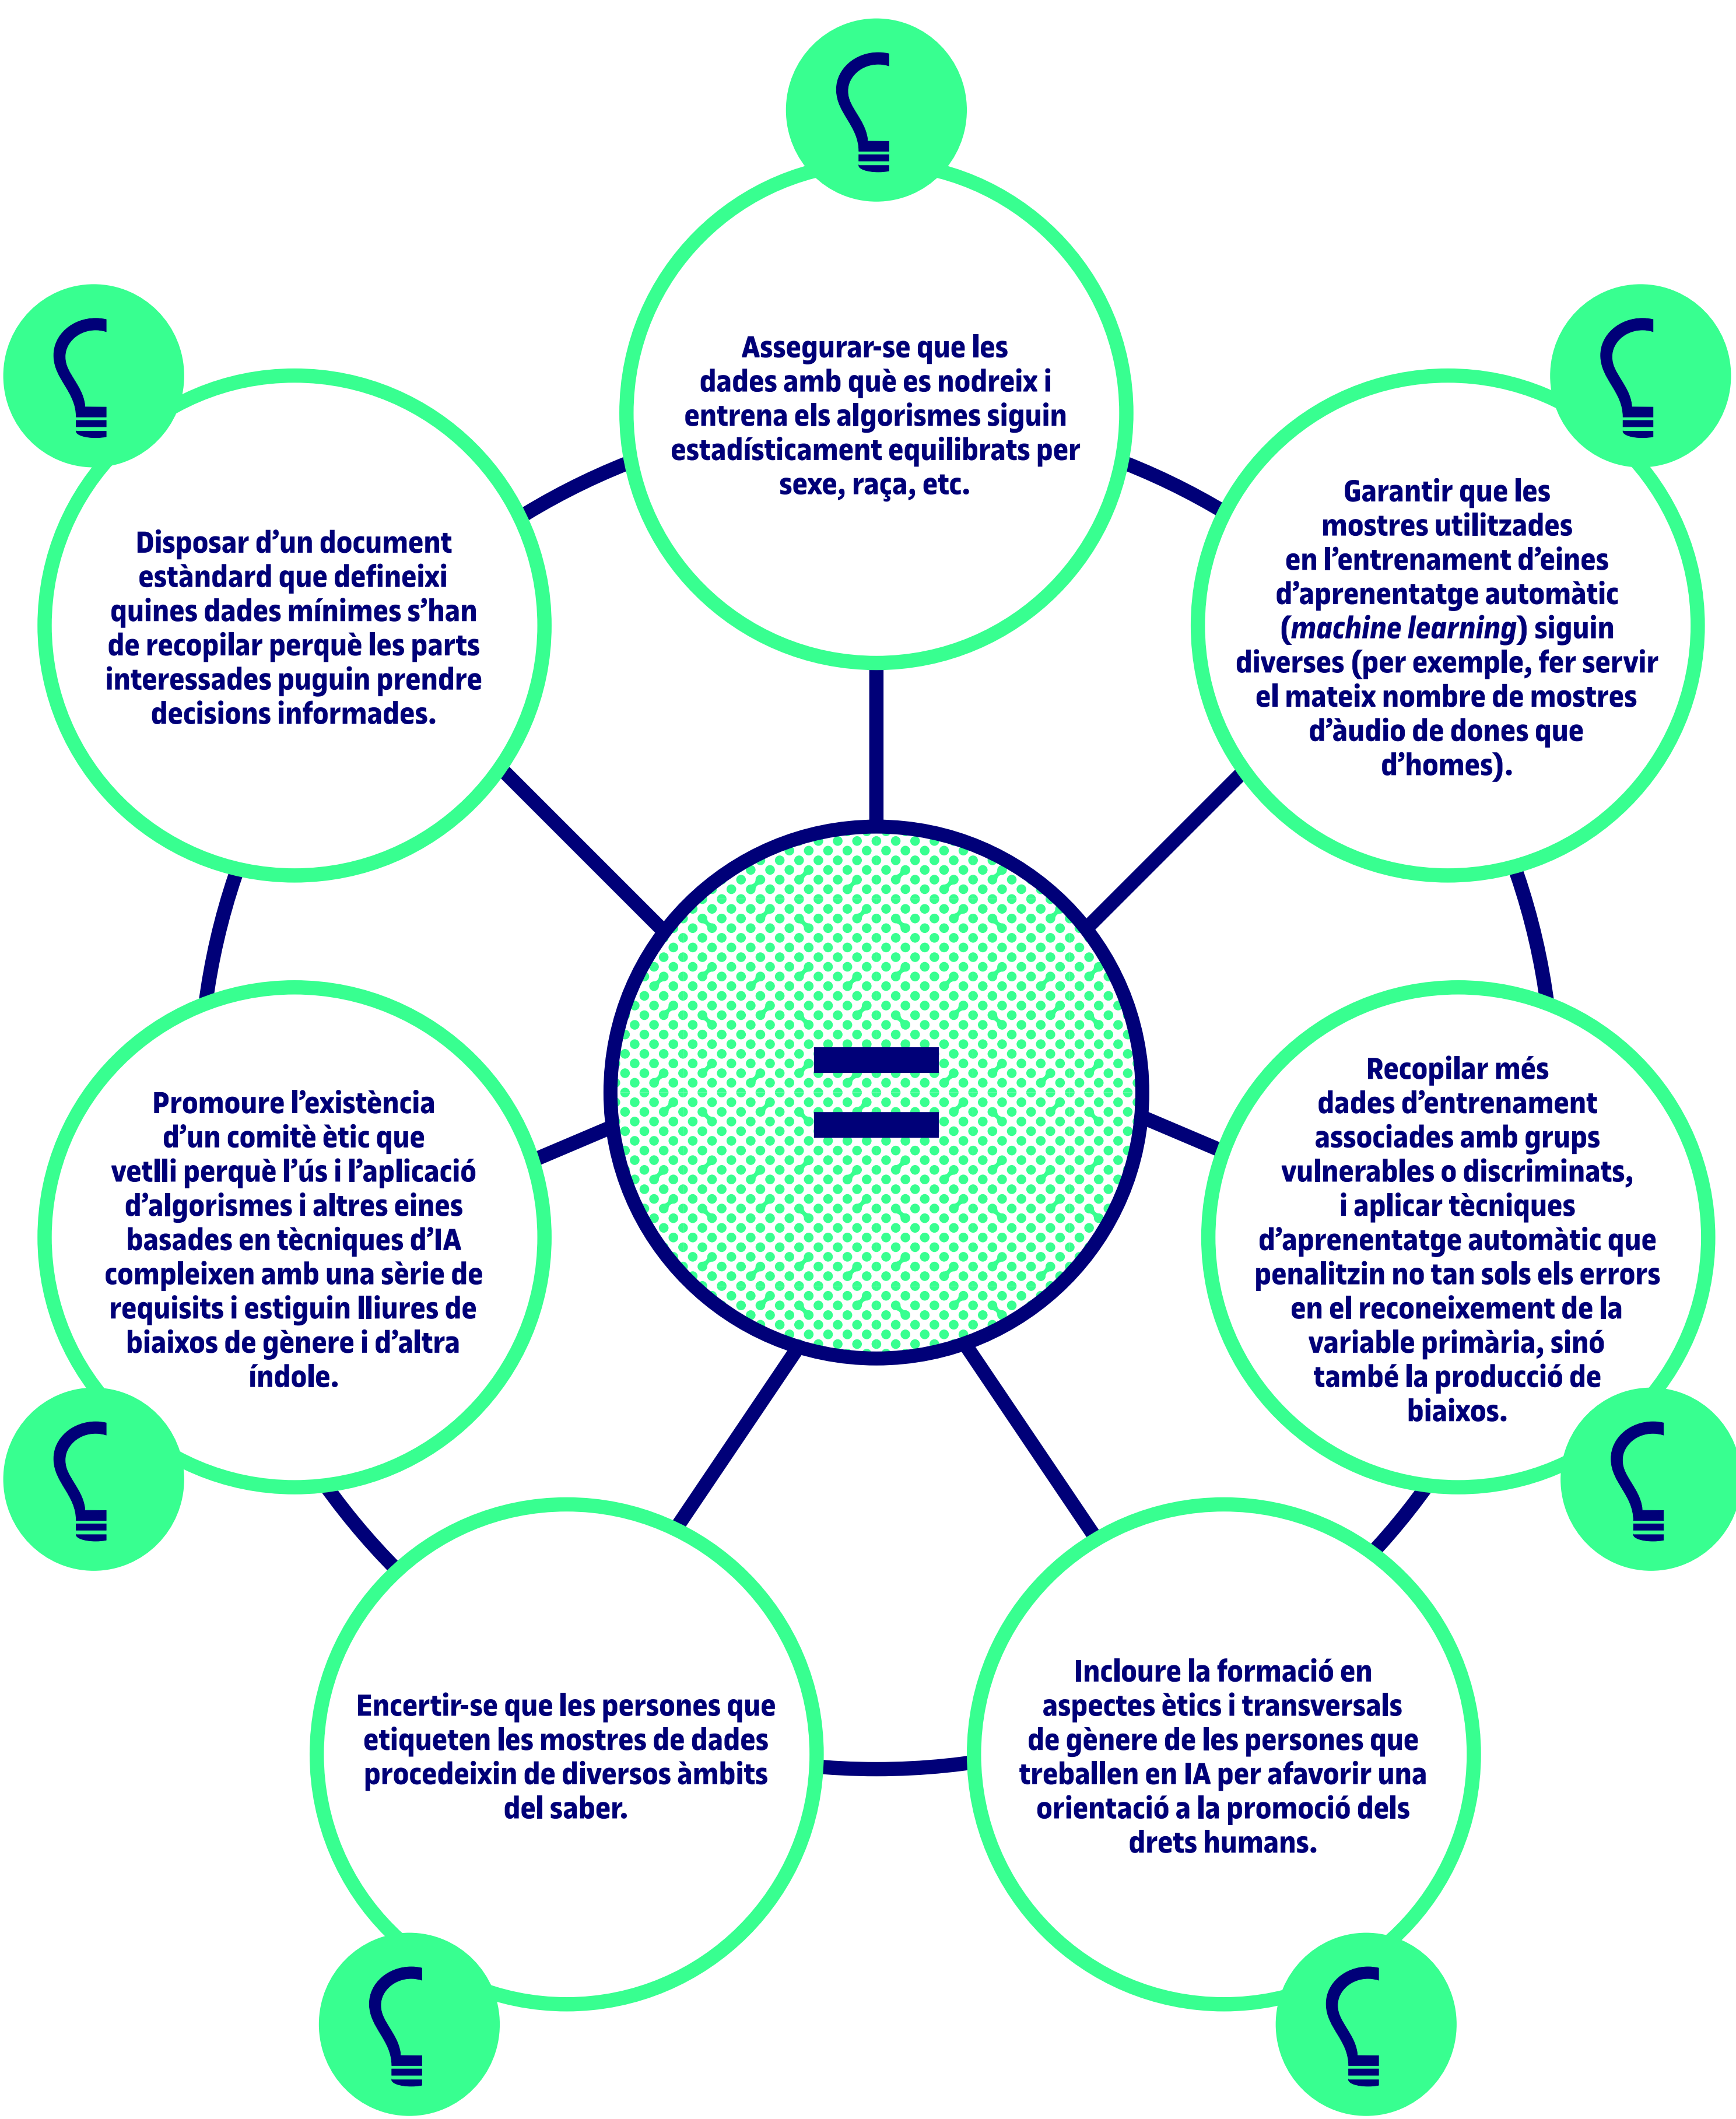 Assegurar-se que les
dades amb què es nodreix i
entrena els algorismes siguin
estadísticament equilibrats per
sexe, raça, etc.
Garantir que les
mostres utilitzades
en l’entrenament d’eines
d’aprenentatge automàtic
(machine learning) siguin
diverses (per exemple, fer servir
el mateix nombre de mostres
d’àudio de dones que
d’homes).
Recopilar més
dades d’entrenament
associades amb grups
vulnerables o discriminats,
i aplicar tècniques
d’aprenentatge automàtic que
penalitzin no tan sols els errors
en el reconeixement de la
variable primària, sinó
també la producció de
biaixos.
Incloure la formació en
aspectes ètics i transversals
de gènere de les persones que
treballen en IA per afavorir una
orientació a la promoció dels
drets humans.
Encertir-se que les persones que
etiqueten les mostres de dades
procedeixin de diversos àmbits
del saber.
Promoure l’existència
d’un comitè ètic que
vetlli perquè l’ús i l’aplicació
d’algorismes i altres eines
basades en tècniques d’IA
compleixen amb una sèrie de
requisits i estiguin lliures de
biaixos de gènere i d’altra
índole.
Disposar d’un document
estàndard que defineixi
quines dades mínimes s’han
de recopilar perquè les parts
interessades puguin prendre
decisions informades.
=